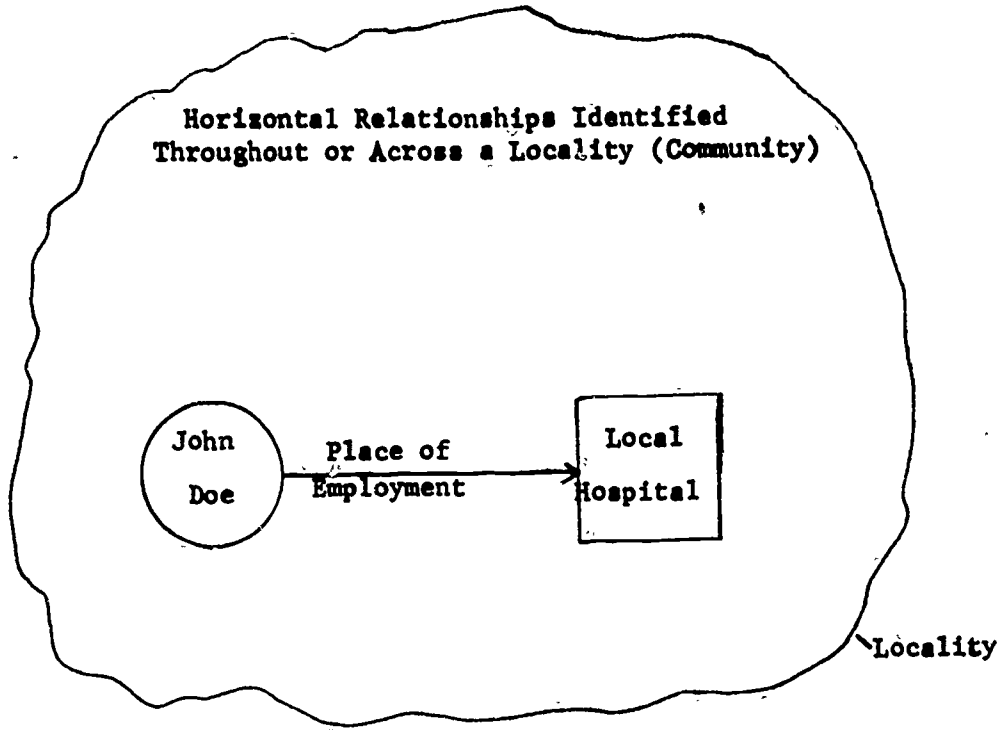 Horizontal Relationships Identified
Throughout or Across a Locality (Community)
John
Doe
Place of
Employment
Local
Hospital
Locality